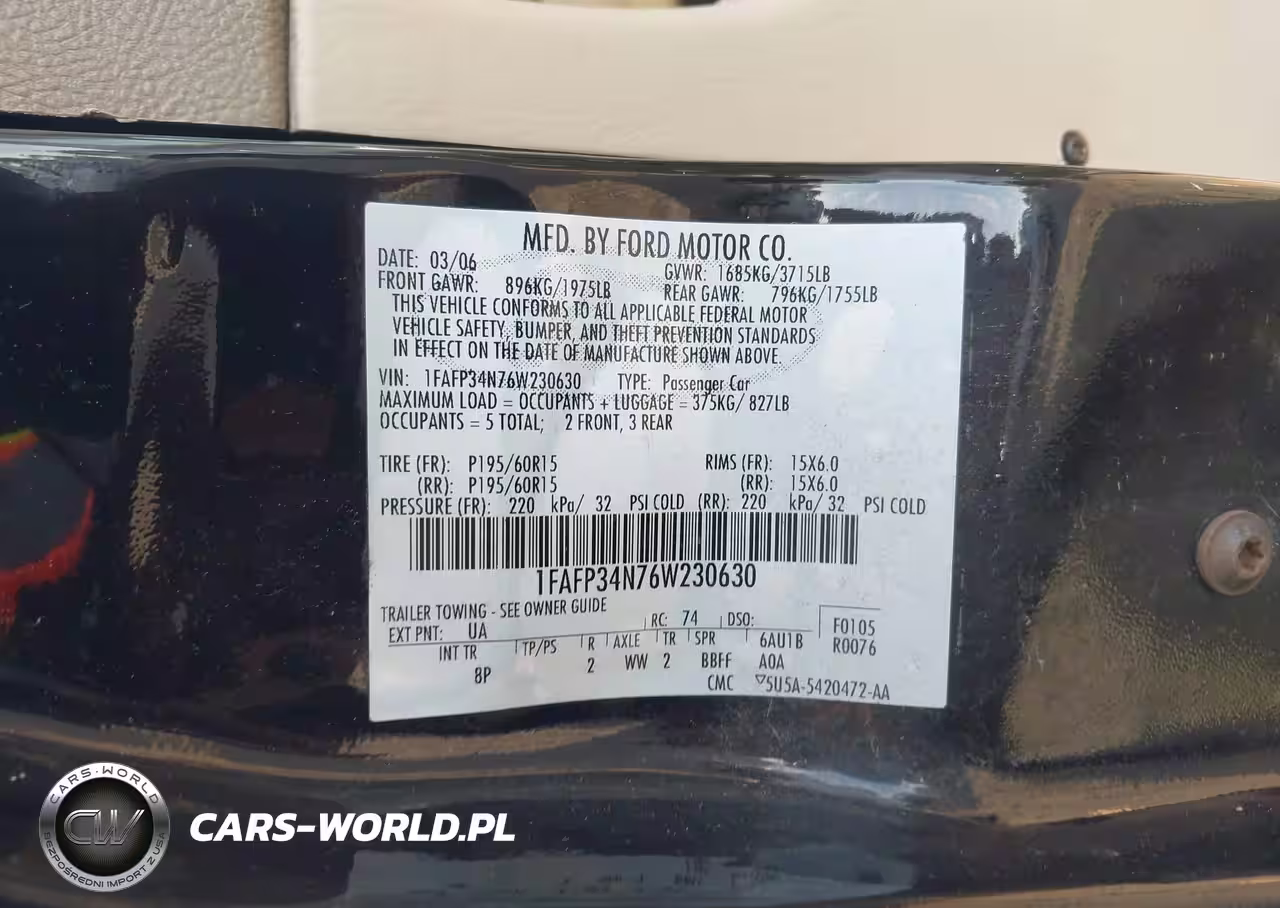 MFD. BY FORD MOTOR CO.
DATE: 03/06 GVWR: 1685KG/3715LB
FRONT GAWR: 896KG/1975LB REAR GAWR: 796KG/1755LB
THIS VEHICLE CONFORMS TO ALL APPLICABLE FEDERAL MOTOR
VEHICLE SAFETY, BUMPER, AND THEFT PREVENTION STANDARDS
IN EFFECT ON THE DATE OF MANUFACTURE SHOWN ABOVE.
VIN: 1FAFP34N76W230630 TYPE: Passenger Car
MAXIMUM LOAD = OCCUPANTS + LUGGAGE = 375KG/ 827LB
OCCUPANTS = 5 TOTAL; 2 FRONT, 3 REAR
TIRE (FR): P195/60R15 RIMS (FR): 15X6.0
(RR): P195/60R15 (RR): 15X6.0
PRESSURE (FR): 220 kPa/ 32 PSI COLD (RR): 220 kPa/ 32 PSI COLD
1FAFP34N76W230630
TRAILER TOWING - SEE OWNER GUIDE
EXT PNT: UA RC: 74 DSO: F0105
INT TR TP/PS R AXLE TR SPR 6AU1B R0076
8P 2 WW 2 BBFF A0A
CMC ▽5U5A-5420472-AA
CARS-WORLD
CW
BEZPOŚREDNI IMPORT Z USA
CARS-WORLD.PL